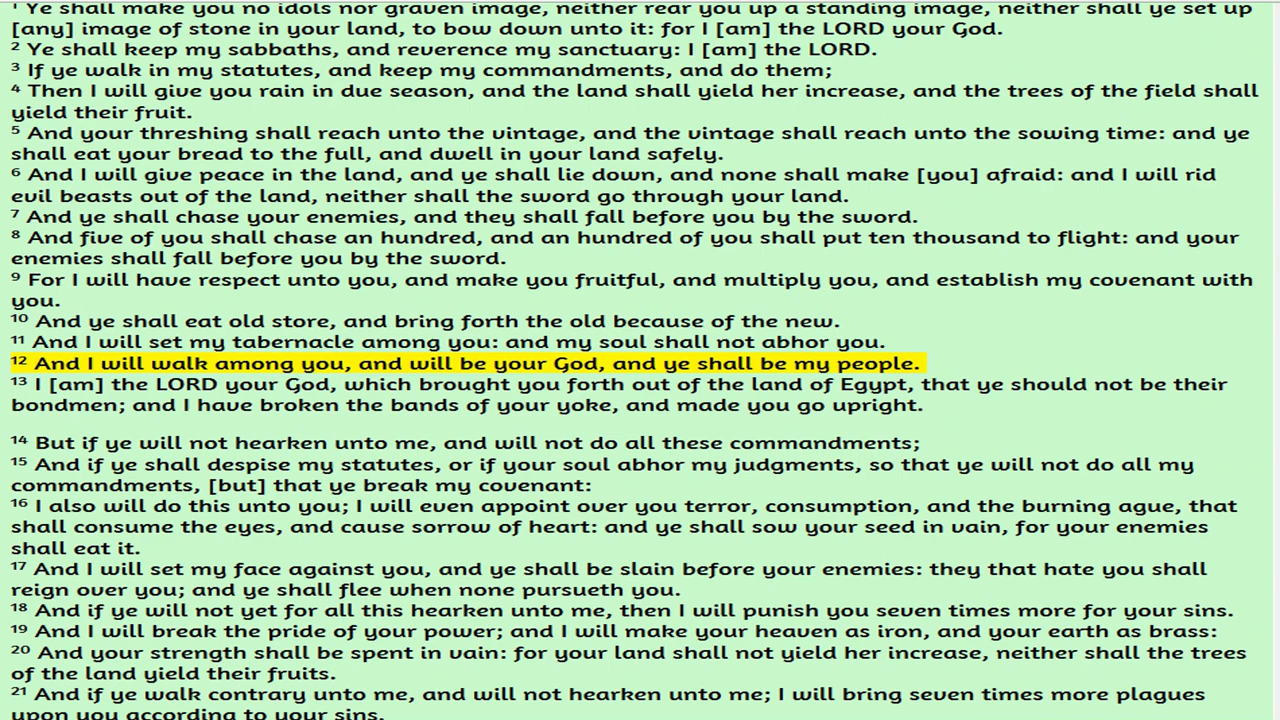 ¹ Ye shall make you no idols nor graven image, neither rear you up a standing image, neither shall ye set up
[any] image of stone in your land, to bow down unto it: for I [am] the LORD your God.
² Ye shall keep my sabbaths, and reverence my sanctuary: I [am] the LORD.
³ If ye walk in my statutes, and keep my commandments, and do them;
⁴ Then I will give you rain in due season, and the land shall yield her increase, and the trees of the field shall
yield their fruit.
⁵ And your threshing shall reach unto the vintage, and the vintage shall reach unto the sowing time: and ye
shall eat your bread to the full, and dwell in your land safely.
⁶ And I will give peace in the land, and ye shall lie down, and none shall make [you] afraid: and I will rid
evil beasts out of the land, neither shall the sword go through your land.
⁷ And ye shall chase your enemies, and they shall fall before you by the sword.
⁸ And five of you shall chase an hundred, and an hundred of you shall put ten thousand to flight: and your
enemies shall fall before you by the sword.
⁹ For I will have respect unto you, and make you fruitful, and multiply you, and establish my covenant with
you.
¹⁰ And ye shall eat old store, and bring forth the old because of the new.
¹¹ And I will set my tabernacle among you: and my soul shall not abhor you.
¹² And I will walk among you, and will be your God, and ye shall be my people.
¹³ I [am] the LORD your God, which brought you forth out of the land of Egypt, that ye should not be their
bondmen; and I have broken the bands of your yoke, and made you go upright.
¹⁴ But if ye will not hearken unto me, and will not do all these commandments;
¹⁵ And if ye shall despise my statutes, or if your soul abhor my judgments, so that ye will not do all my
commandments, [but] that ye break my covenant:
¹⁶ I also will do this unto you; I will even appoint over you terror, consumption, and the burning ague, that
shall consume the eyes, and cause sorrow of heart: and ye shall sow your seed in vain, for your enemies
shall eat it.
¹⁷ And I will set my face against you, and ye shall be slain before your enemies: they that hate you shall
reign over you; and ye shall flee when none pursueth you.
¹⁸ And if ye will not yet for all this hearken unto me, then I will punish you seven times more for your sins.
¹⁹ And I will break the pride of your power; and I will make your heaven as iron, and your earth as brass:
²⁰ And your strength shall be spent in vain: for your land shall not yield her increase, neither shall the trees
of the land yield their fruits.
²¹ And if ye walk contrary unto me, and will not hearken unto me; I will bring seven times more plagues
upon you according to your sins.